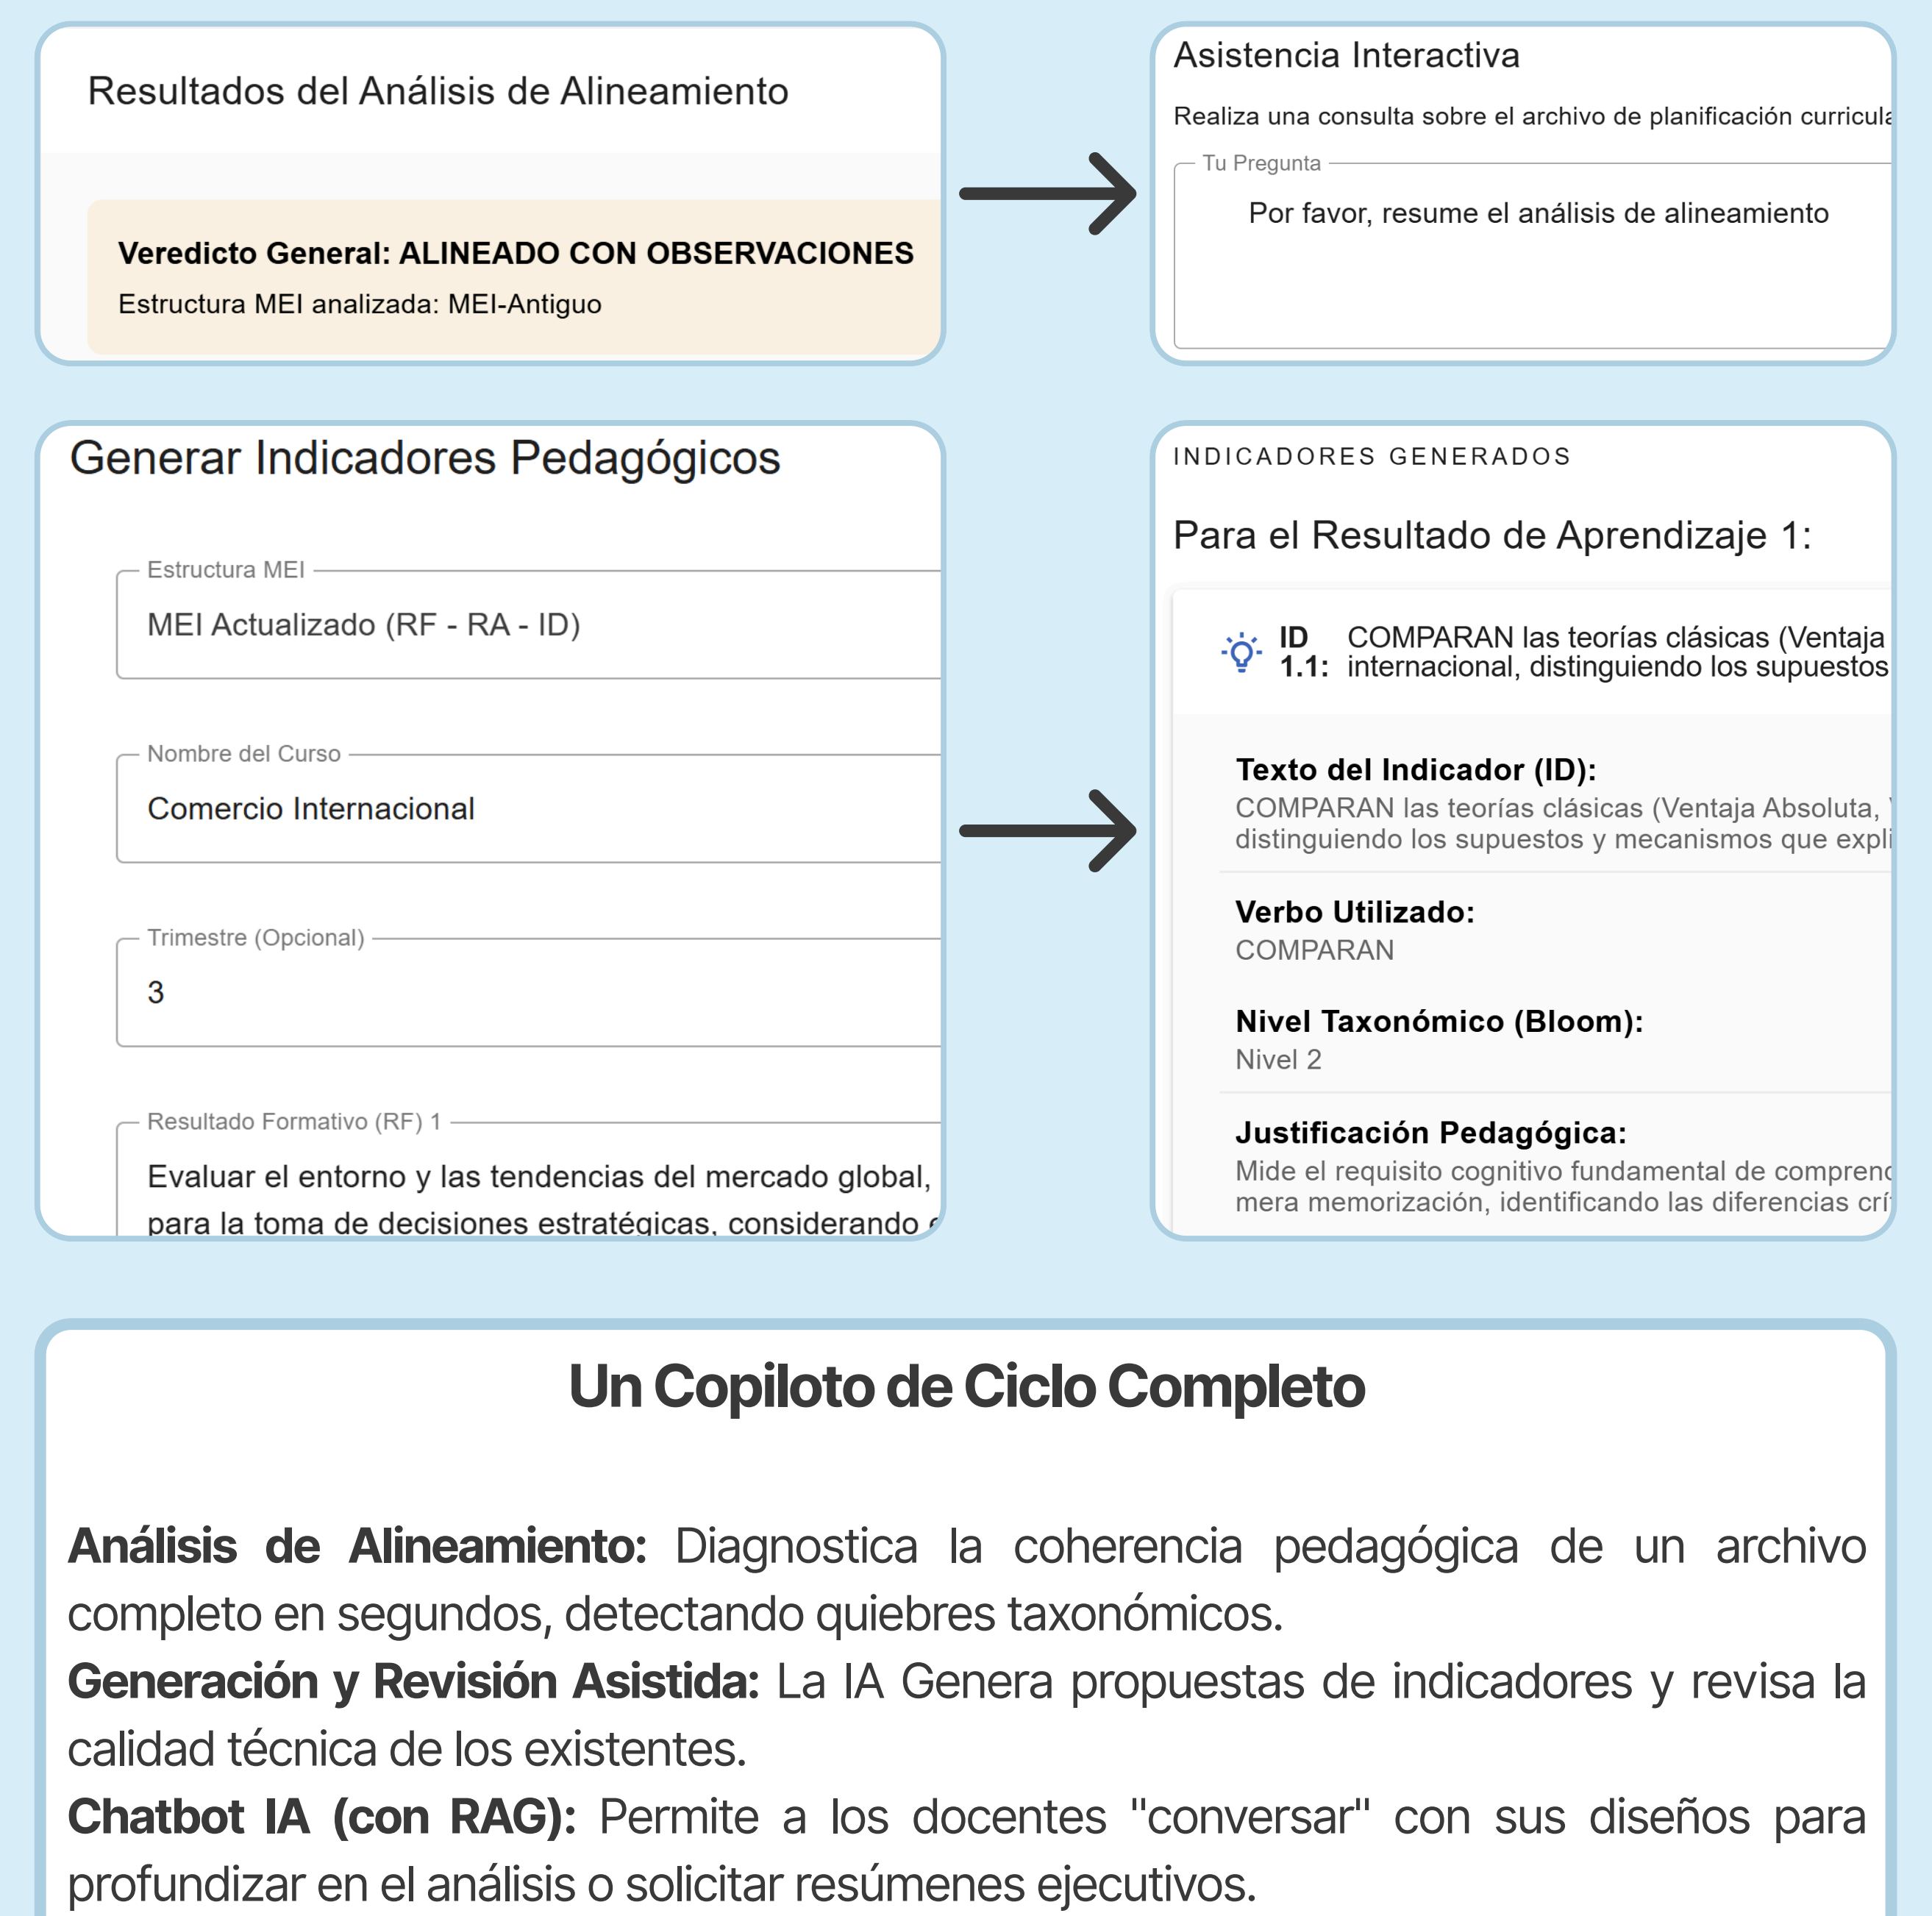 Resultados del Análisis de Alineamiento
Veredicto General: ALINEADO CON OBSERVACIONES
Estructura MEI analizada: MEI-Antiguo
Asistencia Interactiva
Realiza una consulta sobre el archivo de planificación
Tu Pregunta
Por favor, resume el análisis de alineamiento
Generar Indicadores Pedagógicos
Estructura MEI
MEI Actualizado (RF - RA - ID)
Nombre del Curso
Comercio Internacional
Trimestre (Opcional)
3
Resultado Formativo (RF) 1
Evaluar el entorno y las tendencias del mercado global,
para la toma de decisiones estratégicas, considerando
INDICADORES GENERADOS
Para el Resultado de Aprendizaje 1:
ID 1.1:
COMPARAN las teorías clásicas (Ventaja
internacional, distinguiendo los supuestos
Texto del Indicador (ID):
COMPARAN las teorías clásicas (Ventaja Absoluta,
distinguiendo los supuestos y mecanismos que
Verbo Utilizado:
COMPARAN
Nivel Taxonómico (Bloom):
Nivel 2
Justificación Pedagógica:
Mide el requisito cognitivo fundamental de
mera memorización, identificando las diferencias
Un Copiloto de Ciclo Completo
Análisis de Alineamiento: Diagnostica la coherencia pedagógica de un archivo
completo en segundos, detectando quiebres taxonómicos.
Generación y Revisión Asistida: La IA Genera propuestas de indicadores y revisa la
calidad técnica de los existentes.
Chatbot IA (con RAG): Permite a los docentes "conversar" con sus diseños para
profundizar en el análisis o solicitar resúmenes ejecutivos.